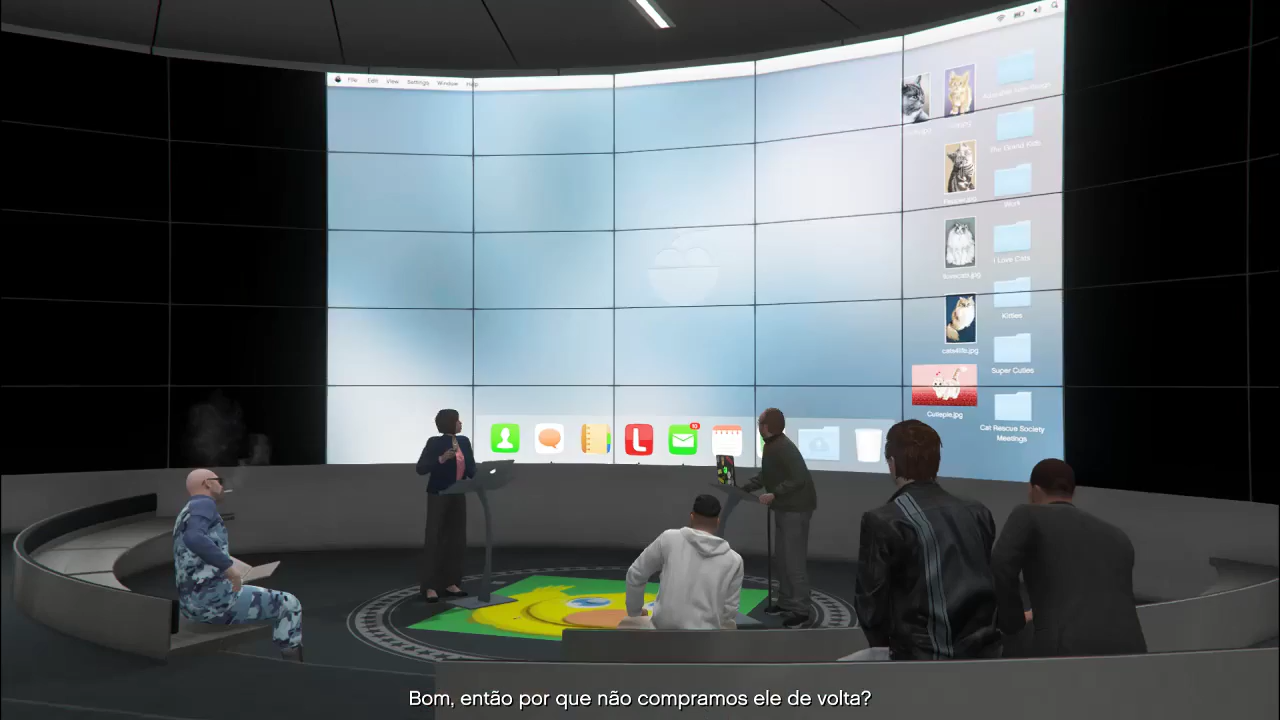 File Edit View Settings Window Help
The Grand Kitts
Work
I Love Cats
Kitties
cats4life.jpg
Super Cuties
Cutiepie.jpg
Cat Rescue Society
Meetings
L
Bom, então por que não compramos ele de volta?